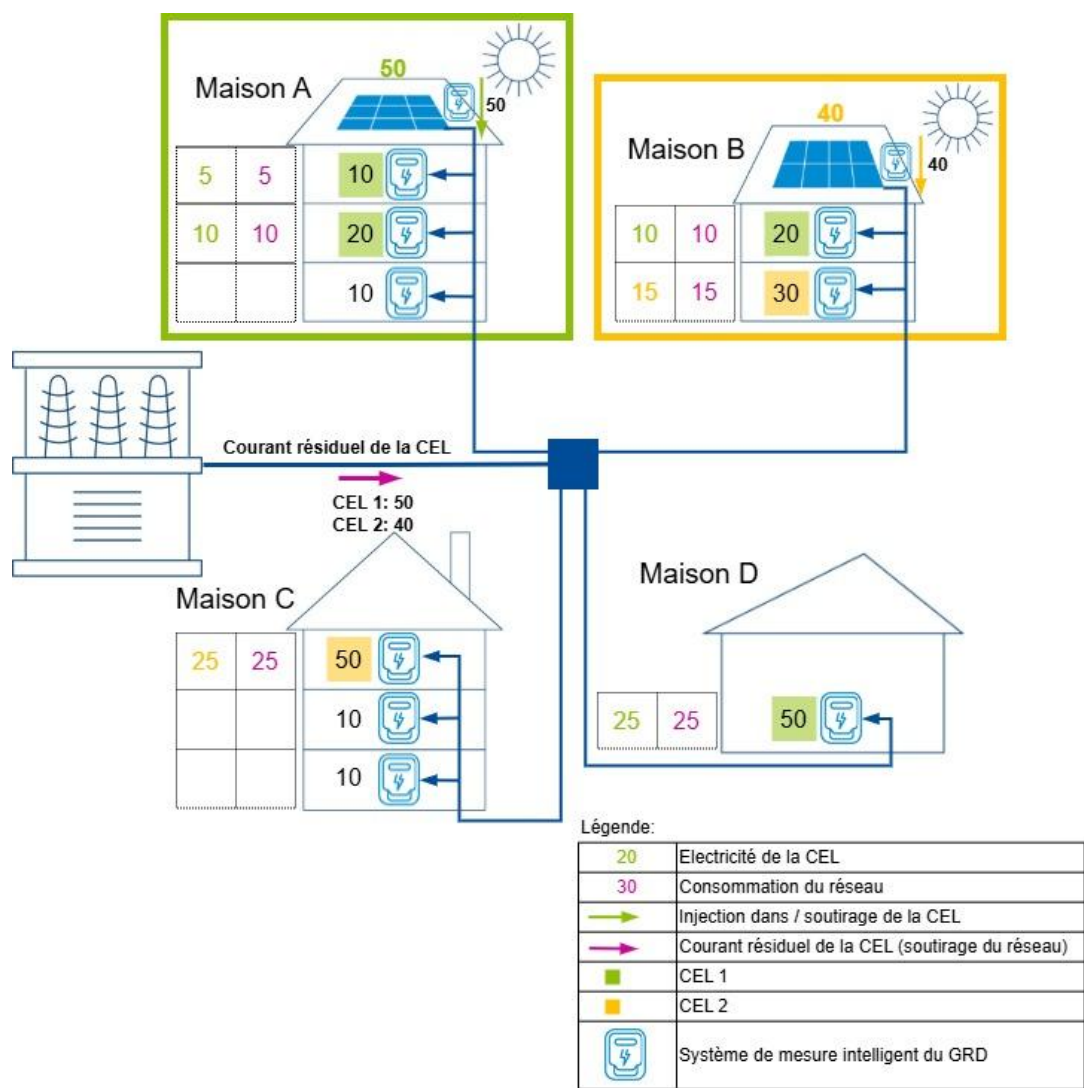 Maison A
50
50
5 5 10
10 10 20
10
Maison B
40
40
10 10 20
15 15 30
Courant résiduel de la CEL
CEL 1: 50
CEL 2: 40
Maison C
25 25 50
10
10
Maison D
25 25 50
Légende:
20 Electricité de la CEL
30 Consommation du réseau
Injection dans / soutirage de la CEL
Courant résiduel de la CEL (soutirage du réseau)
CEL 1
CEL 2
Système de mesure intelligent du GRD